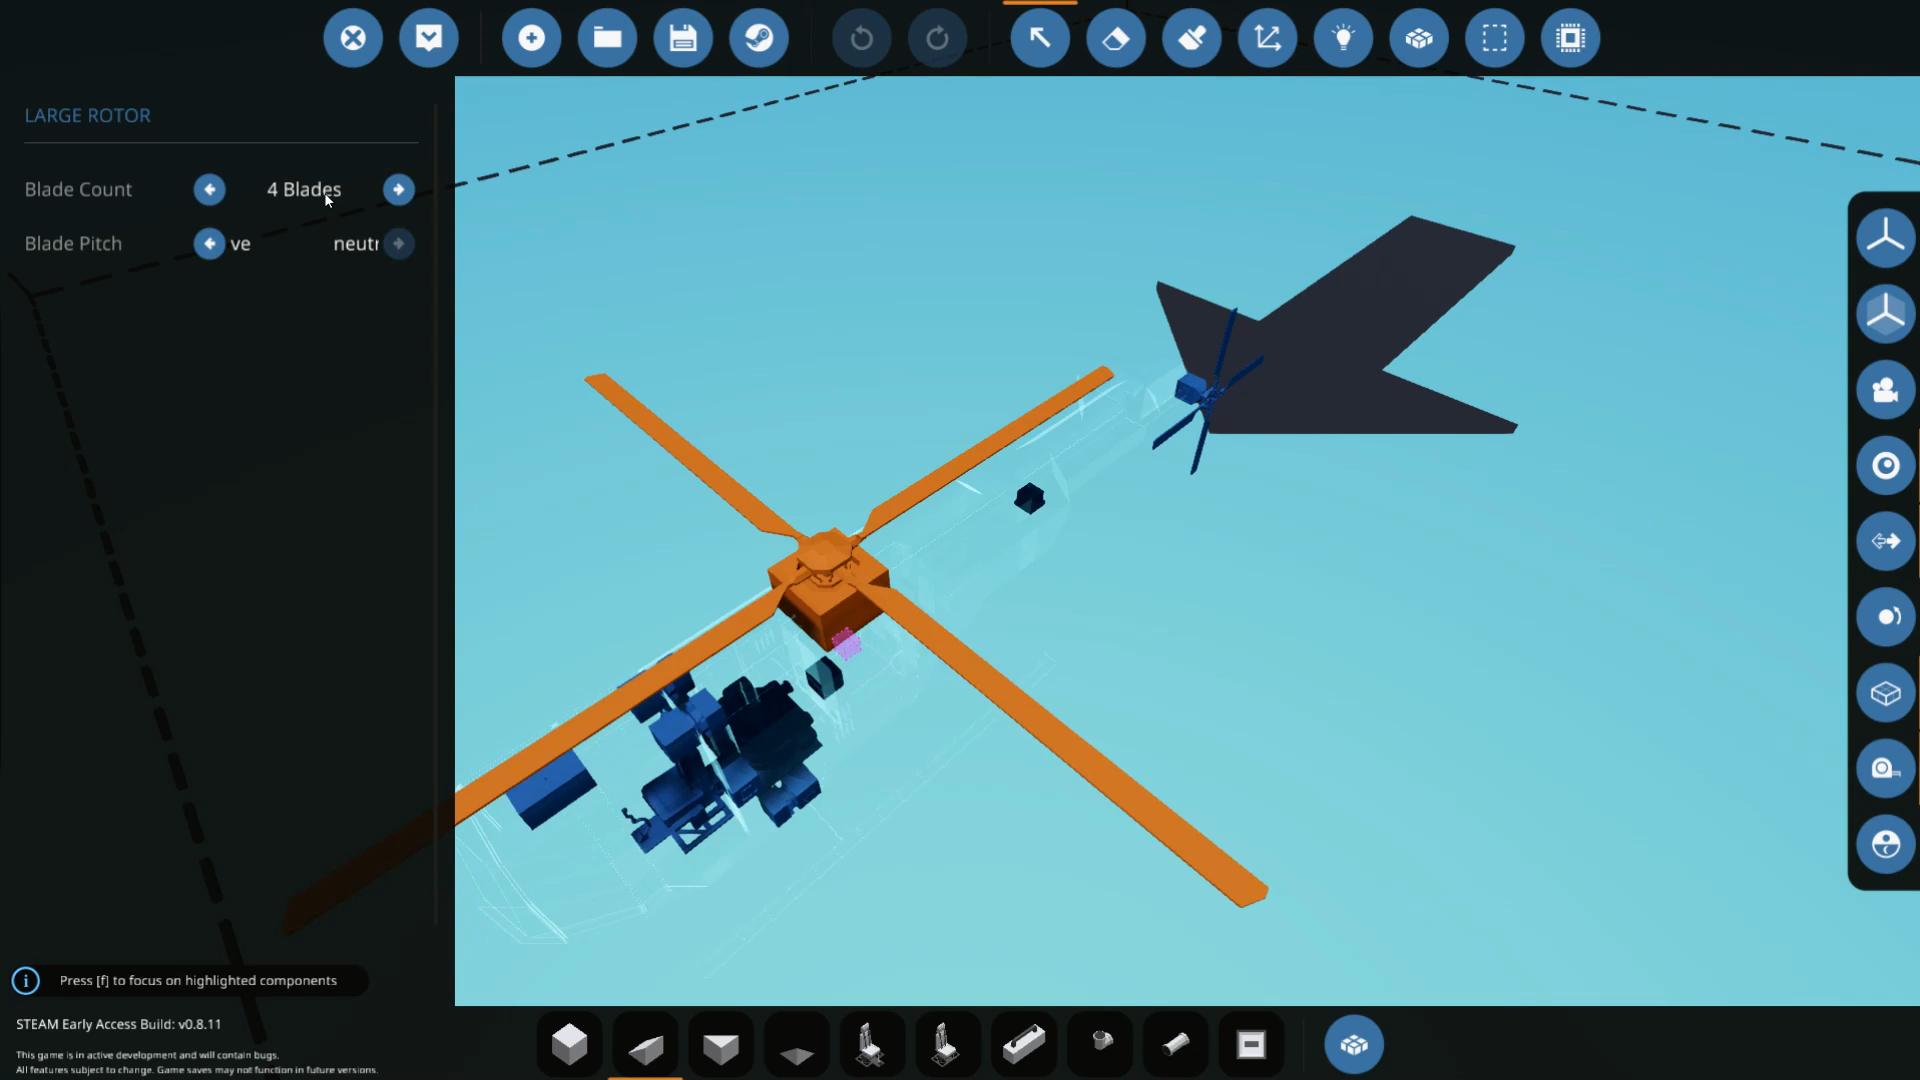 LARGE ROTOR
Blade Count 4 Blades
Blade Pitch ve neutr
Press [f] to focus on highlighted components
STEAM Early Access Build: v0.8.11
This game is in active development and will contain bugs.
All features subject to change. Game saves may not function in future versions.